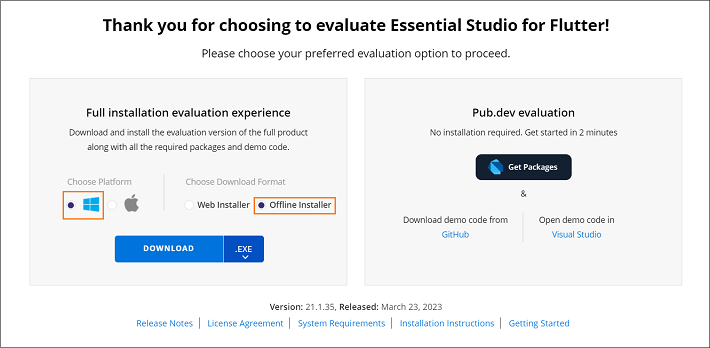 Thank you for choosing to evaluate Essential Studio for Flutter!
Please choose your preferred evaluation option to proceed.
Full installation evaluation experience
Download and install the evaluation version of the full product
along with all the required packages and demo code.
Choose Platform
Choose Download Format
Web Installer
Offline Installer
DOWNLOAD
.EXE
Pub.dev evaluation
No installation required. Get started in 2 minutes
Get Packages
&
Download demo code from
GitHub
Open demo code in
Visual Studio
Version: 21.1.35, Released: March 23, 2023
Release Notes | License Agreement | System Requirements | Installation Instructions | Getting Started